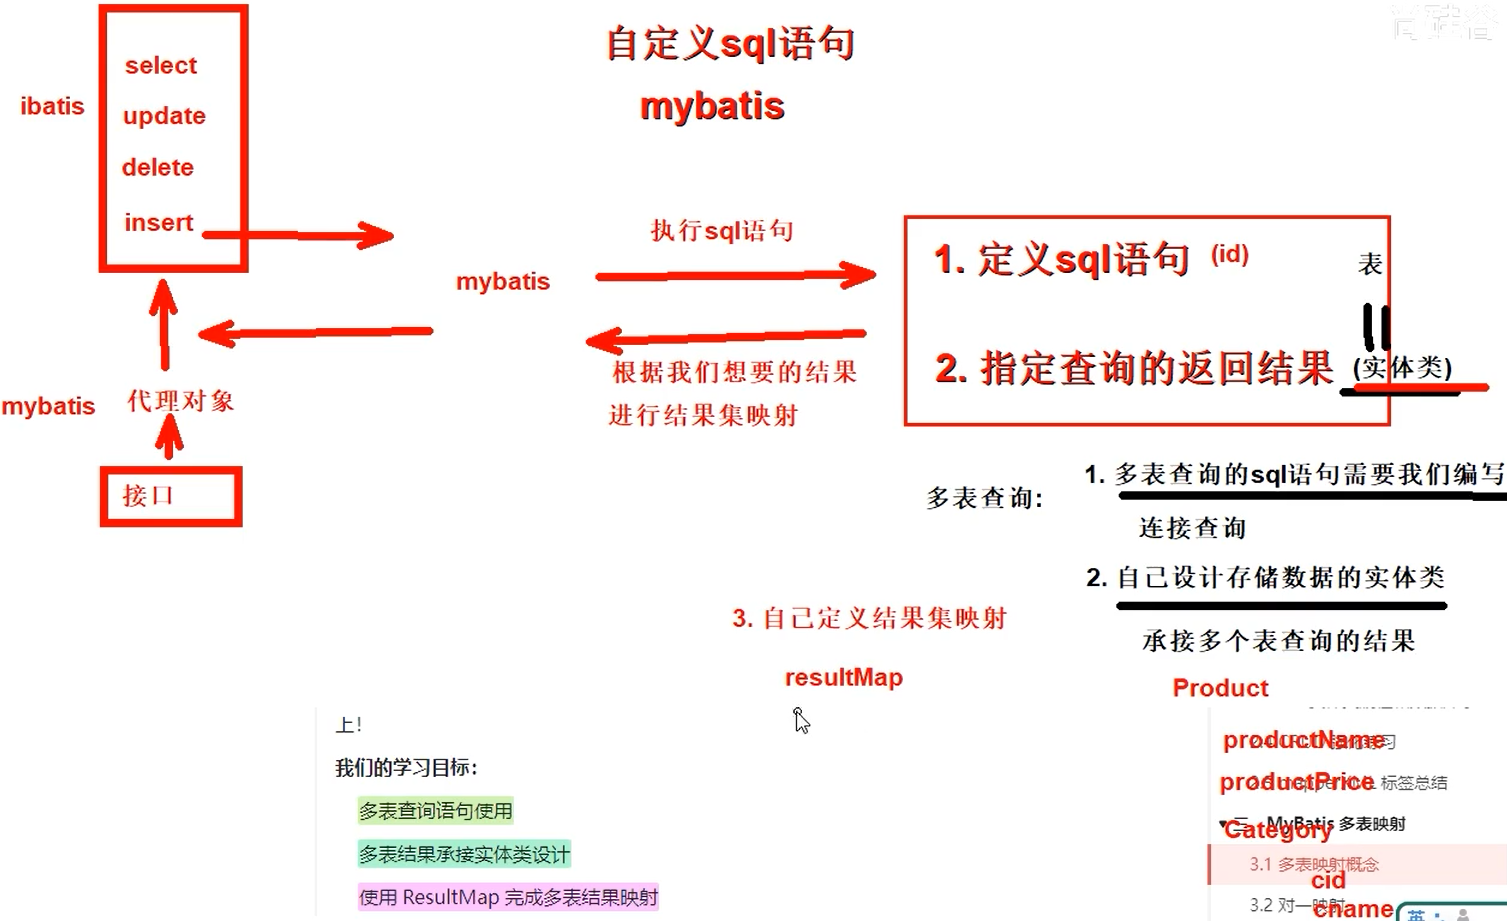 尚硅谷
自定义sql语句
mybatis
ibatis
select
update
delete
insert
mybatis
执行sql语句
根据我们想要的结果
进行结果集映射
1. 定义sql语句 (id)
表
2. 指定查询的返回结果 (实体类)
mybatis
代理对象
接口
多表查询:
1. 多表查询的sql语句需要我们编写
连接查询
2. 自己设计存储数据的实体类
承接多个表查询的结果
3. 自己定义结果集映射
resultMap
Product
productName
productPrice
标签总结
Category
三、MyBatis 多表映射
3.1 多表映射概念
cid
3.2 对一映射
cname
英
上！
我们的学习目标：
多表查询语句使用
多表结果承接实体类设计
使用 ResultMap 完成多表结果映射